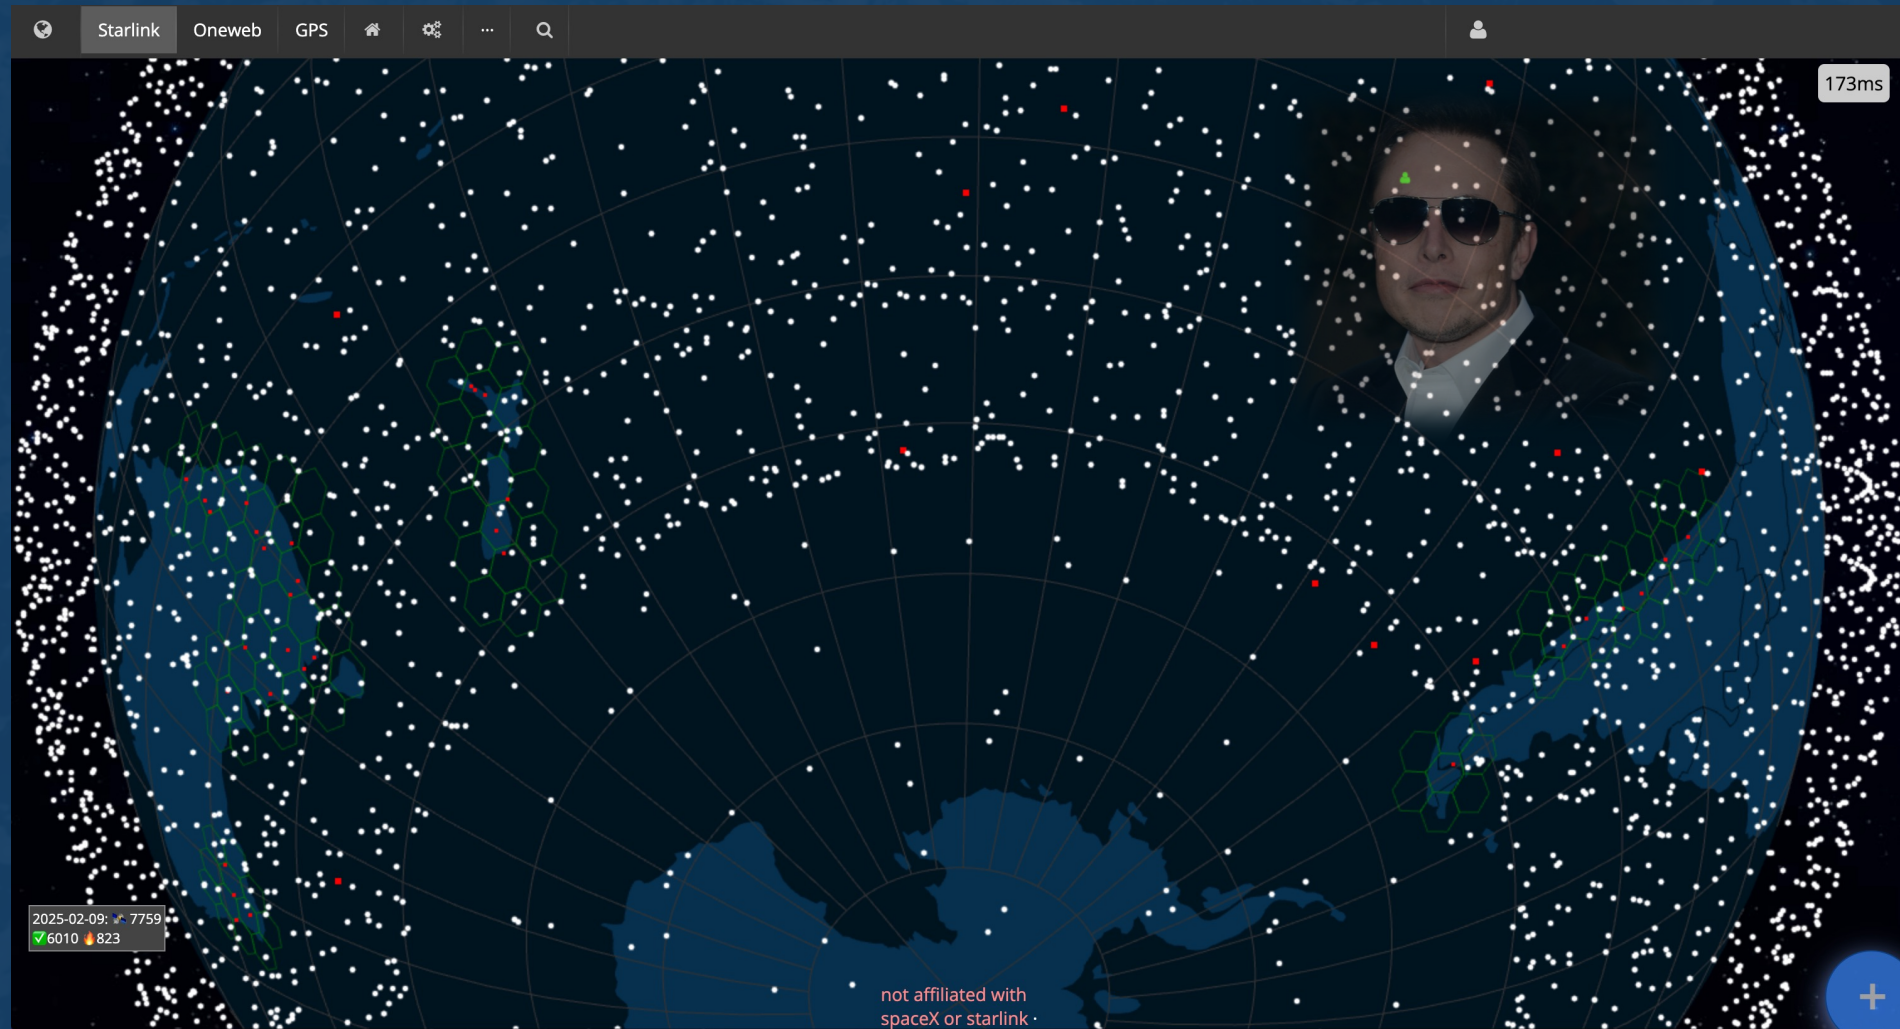 Starlink Oneweb GPS ...
173ms
2025-02-09: 🛰 7759
✅6010 🔥823
not affiliated with
spaceX or starlink ·
+